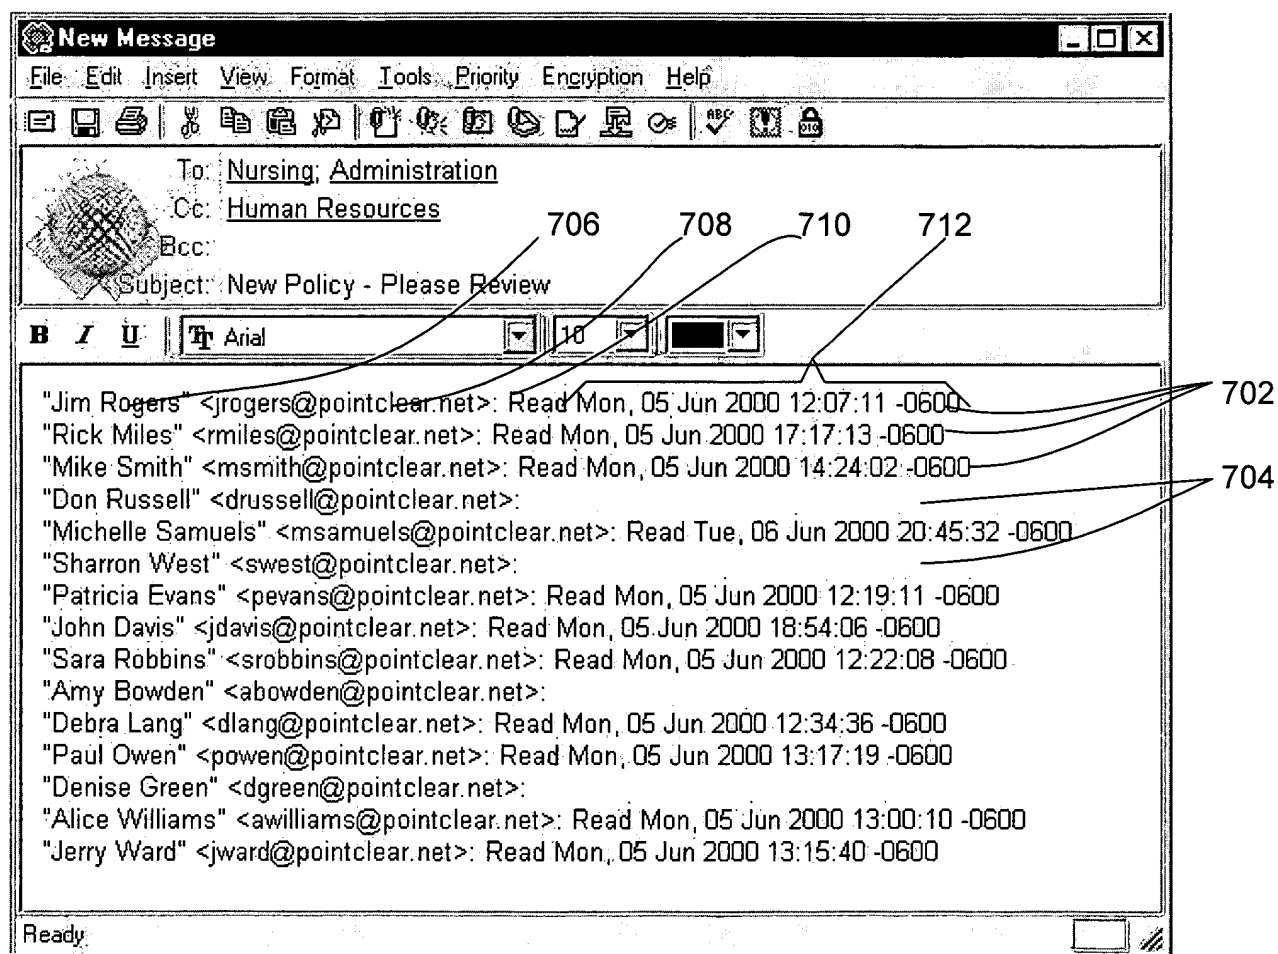 New Message
File Edit Insert View Format Tools Priority Encryption Help
ABC
010
To: Nursing; Administration
Cc: Human Resources
706 708 710 712
Bcc:
Subject: New Policy - Please Review
B I U Tr Arial 10
"Jim Rogers" <jrogers@pointclear.net>: Read Mon, 05 Jun 2000 12:07:11 -0600
702
"Rick Miles" <rmiles@pointclear.net>: Read Mon, 05 Jun 2000 17:17:13 -0600
"Mike Smith" <msmith@pointclear.net>: Read Mon, 05 Jun 2000 14:24:02 -0600
704
"Don Russell" <drussell@pointclear.net>:
"Michelle Samuels" <msamuels@pointclear.net>: Read Tue, 06 Jun 2000 20:45:32 -0600
"Sharron West" <swest@pointclear.net>:
"Patricia Evans" <pevans@pointclear.net>: Read Mon, 05 Jun 2000 12:19:11 -0600
"John Davis" <jdavis@pointclear.net>: Read Mon, 05 Jun 2000 18:54:06 -0600
"Sara Robbins" <srobbins@pointclear.net>: Read Mon, 05 Jun 2000 12:22:08 -0600
"Amy Bowden" <abowden@pointclear.net>:
"Debra Lang" <dlang@pointclear.net>: Read Mon, 05 Jun 2000 12:34:36 -0600
"Paul Owen" <powen@pointclear.net>: Read Mon, 05 Jun 2000 13:17:19 -0600
"Denise Green" <dgreen@pointclear.net>:
"Alice Williams" <awilliams@pointclear.net>: Read Mon, 05 Jun 2000 13:00:10 -0600
"Jerry Ward" <jward@pointclear.net>: Read Mon, 05 Jun 2000 13:15:40 -0600
Ready